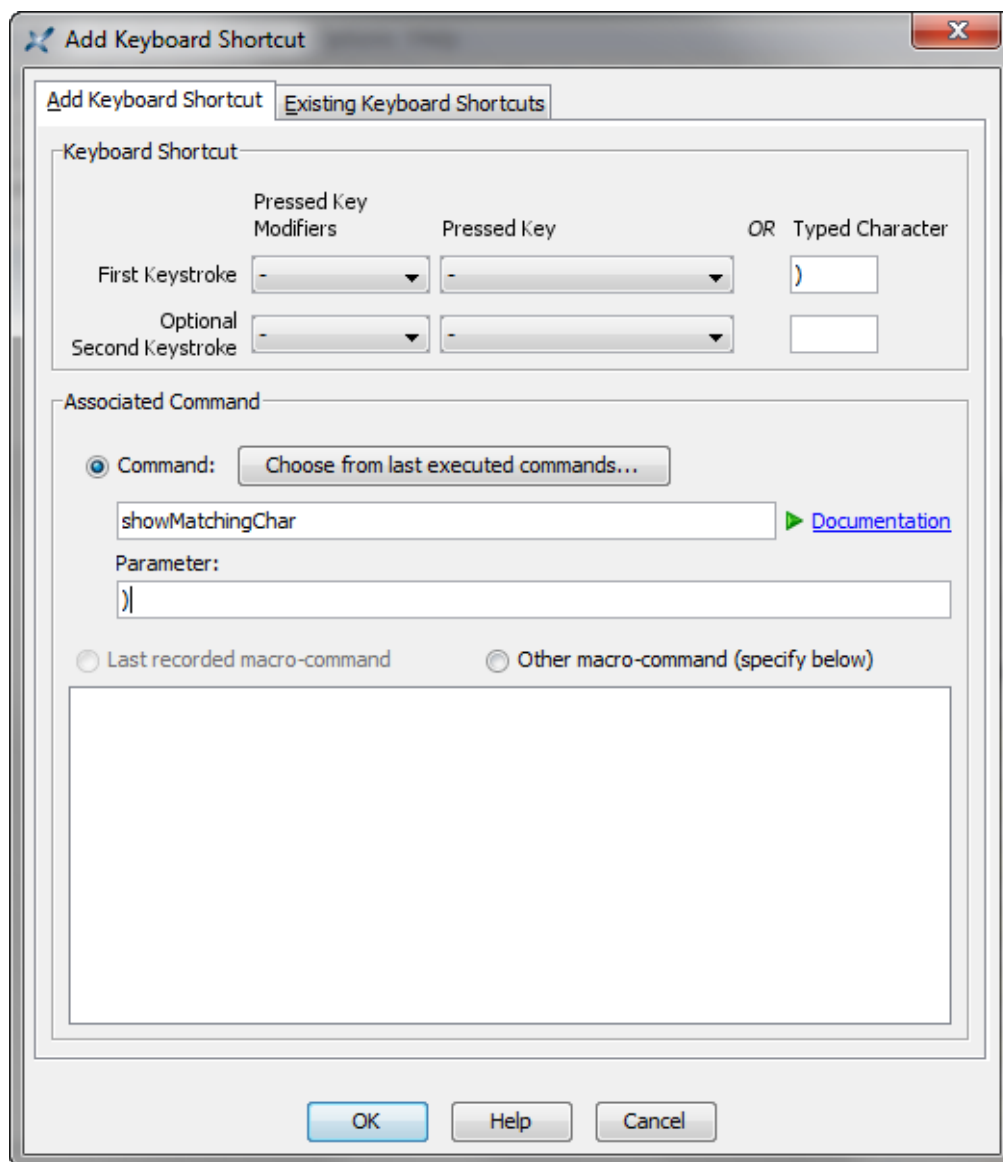 Add Keyboard Shortcut
Add Keyboard Shortcut Existing Keyboard Shortcuts
Keyboard Shortcut
Pressed Key
Modifiers Pressed Key OR Typed Character
First Keystroke - - )
Optional
Second Keystroke - -
Associated Command
Command: Choose from last executed commands...
showMatchingChar Documentation
Parameter:
)
Last recorded macro-command Other macro-command (specify below)
OK Help Cancel